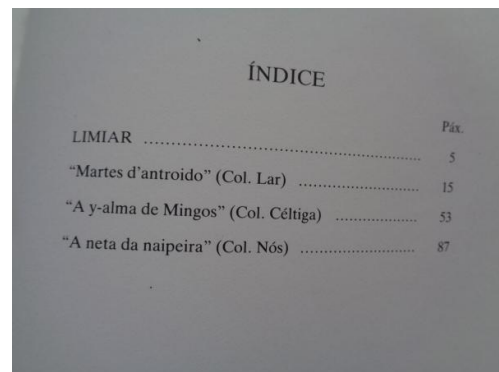 ÍNDICE
Páx.
LIMIAR ................................................................ 5
“Martes d’antroido” (Col. Lar) ........................... 15
“A y-alma de Mingos” (Col. Céltiga) .................. 53
“A neta da naipeira” (Col. Nós) ......................... 87